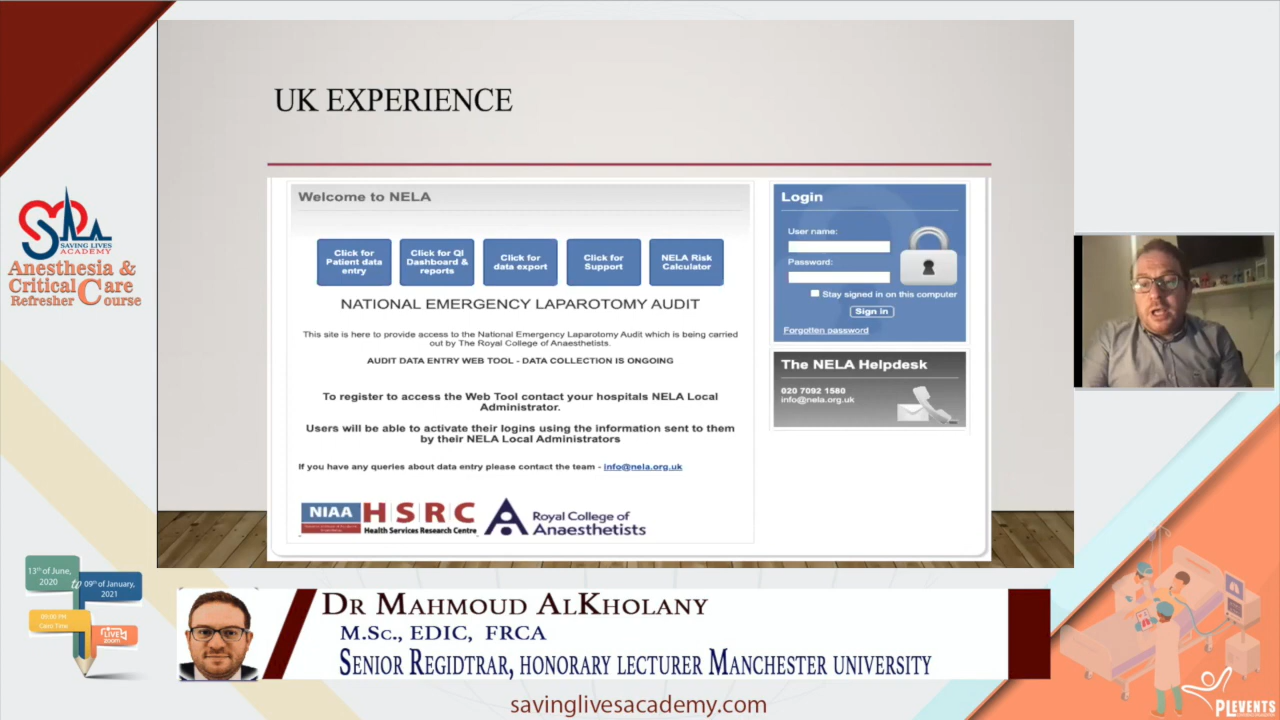 UK EXPERIENCE
Welcome to NELA
Click for
Patient data
entry
Click for QI
Dashboard &
reports
Click for
data export
Click for
Support
NELA Risk
Calculator
NATIONAL EMERGENCY LAPAROTOMY AUDIT
This site is here to provide access to the National Emergency Laparotomy Audit which is being carried
out by The Royal College of Anaesthetists.
AUDIT DATA ENTRY WEB TOOL - DATA COLLECTION IS ONGOING
To register to access the Web Tool contact your hospitals NELA Local
Administrator.
Users will be able to activate their logins using the information sent to them
by their NELA Local Administrators
If you have any queries about data entry please contact the team - info@nela.org.uk
NIAA
HSRC
Health Services Research Centre
Royal College of
Anaesthetists
Login
User name:
Password:
Stay signed in on this computer
Sign in
Forgotten password
The NELA Helpdesk
020 7092 1580
info@nela.org.uk
SAVING LIVES
ACADEMY
Anesthesia &
Critical Care
Refresher Course
13th of June,
2020
to
09th of January,
2021
Cairo Time
LIVE
zoom
DR MAHMOUD ALKHOLANY
M.SC., EDIC, FRCA
SENIOR REGIDTRAR, HONORARY LECTURER MANCHESTER UNIVERSITY
savinglivesacademy.com
PLEVENTS